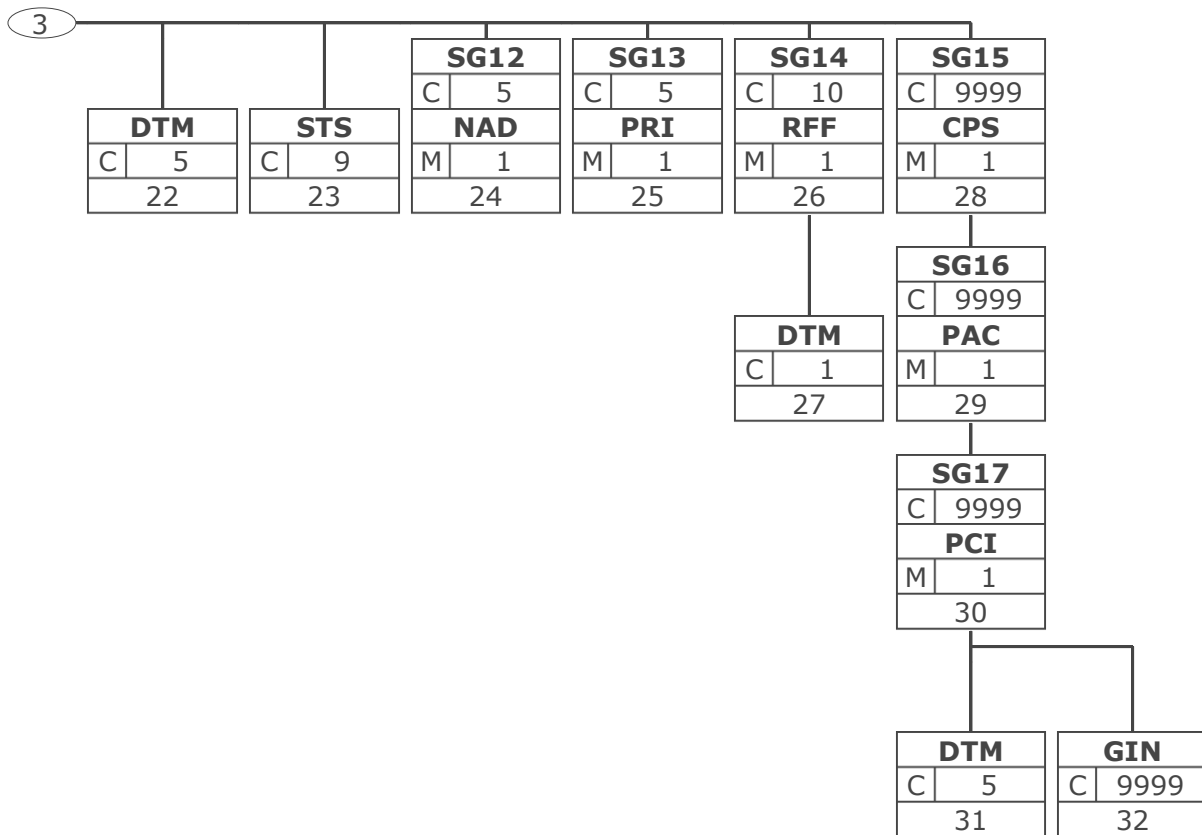 3
SG12 SG13 SG14 SG15
C 5 C 5 C 10 C 9999
DTM STS NAD PRI RFF CPS
C 5 C 9 M 1 M 1 M 1 M 1
22 23 24 25 26 28
SG16
C 9999
DTM PAC
C 1 M 1
27 29
SG17
C 9999
PCI
M 1
30
DTM GIN
C 5 C 9999
31 32